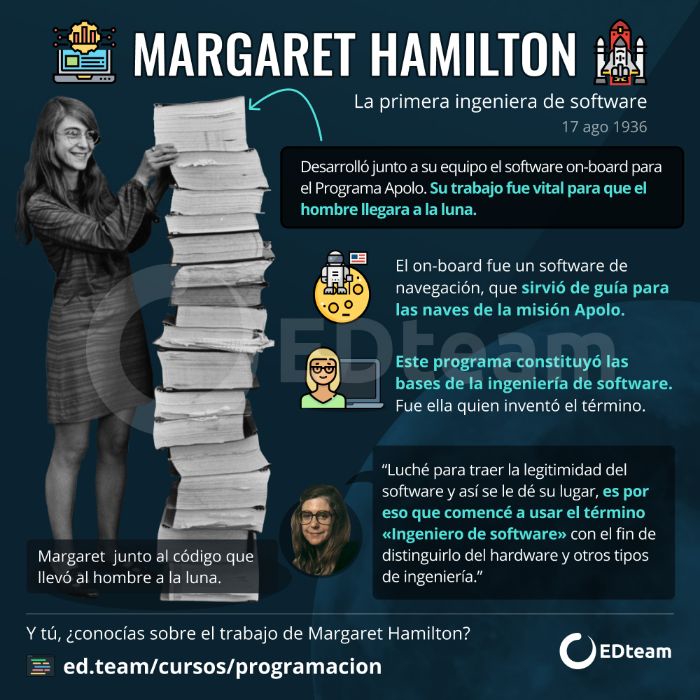 MARGARET HAMILTON
La primera ingeniera de software
17 ago 1936
Desarrolló junto a su equipo el software on-board para
el Programa Apolo. Su trabajo fue vital para que el
hombre llegara a la luna.
El on-board fue un software de
navegación, que sirvió de guía para
las naves de la misión Apolo.
EDteam
Este programa constituyó las
bases de la ingeniería de software.
Fue ella quien inventó el término.
“Luché para traer la legitimidad del
software y así se le dé su lugar, es por
eso que comencé a usar el término
«Ingeniero de software» con el fin de
distinguirlo del hardware y otros tipos
de ingeniería.”
Margaret junto al código que
llevó al hombre a la luna.
Y tú, ¿conocías sobre el trabajo de Margaret Hamilton?
ed.team/cursos/programacion
EDteam